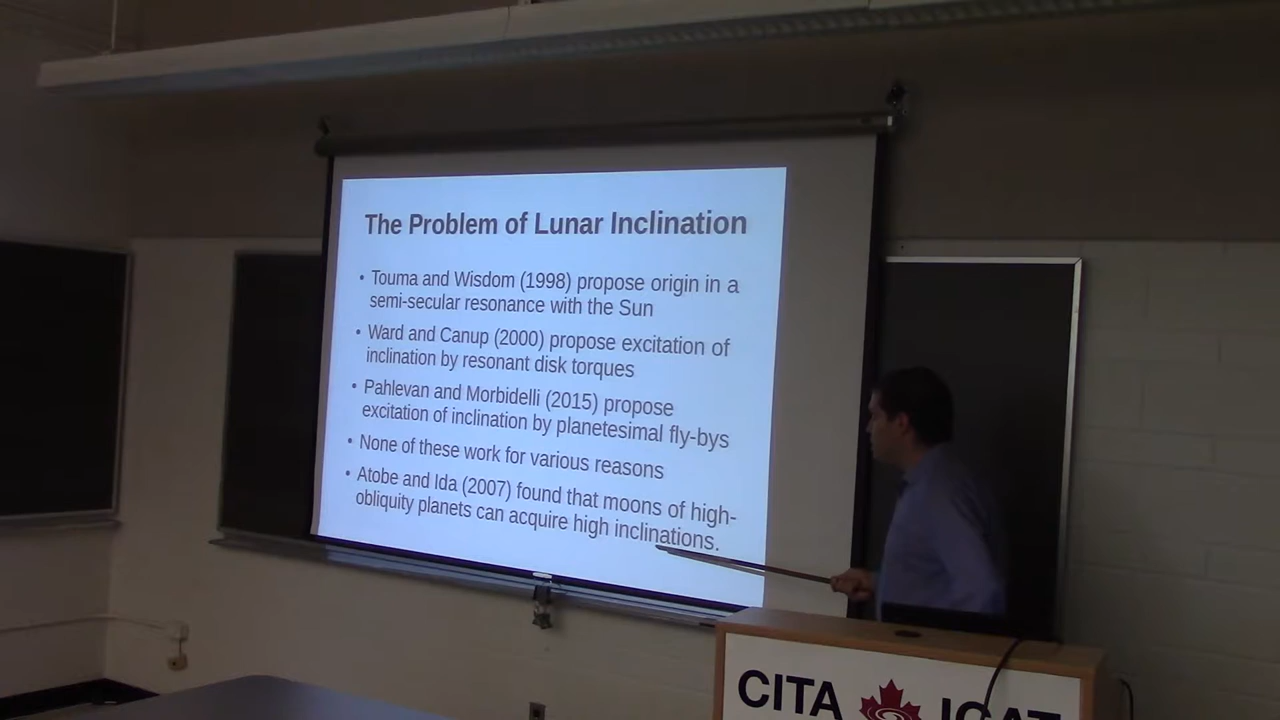 The Problem of Lunar Inclination
• Touma and Wisdom (1998) propose origin in a
semi-secular resonance with the Sun
• Ward and Canup (2000) propose excitation of
inclination by resonant disk torques
• Pahlevan and Morbidelli (2015) propose
excitation of inclination by planetesimal fly-bys
• None of these work for various reasons
• Atobe and Ida (2007) found that moons of high-
obliquity planets can acquire high inclinations.
CITA ICAT